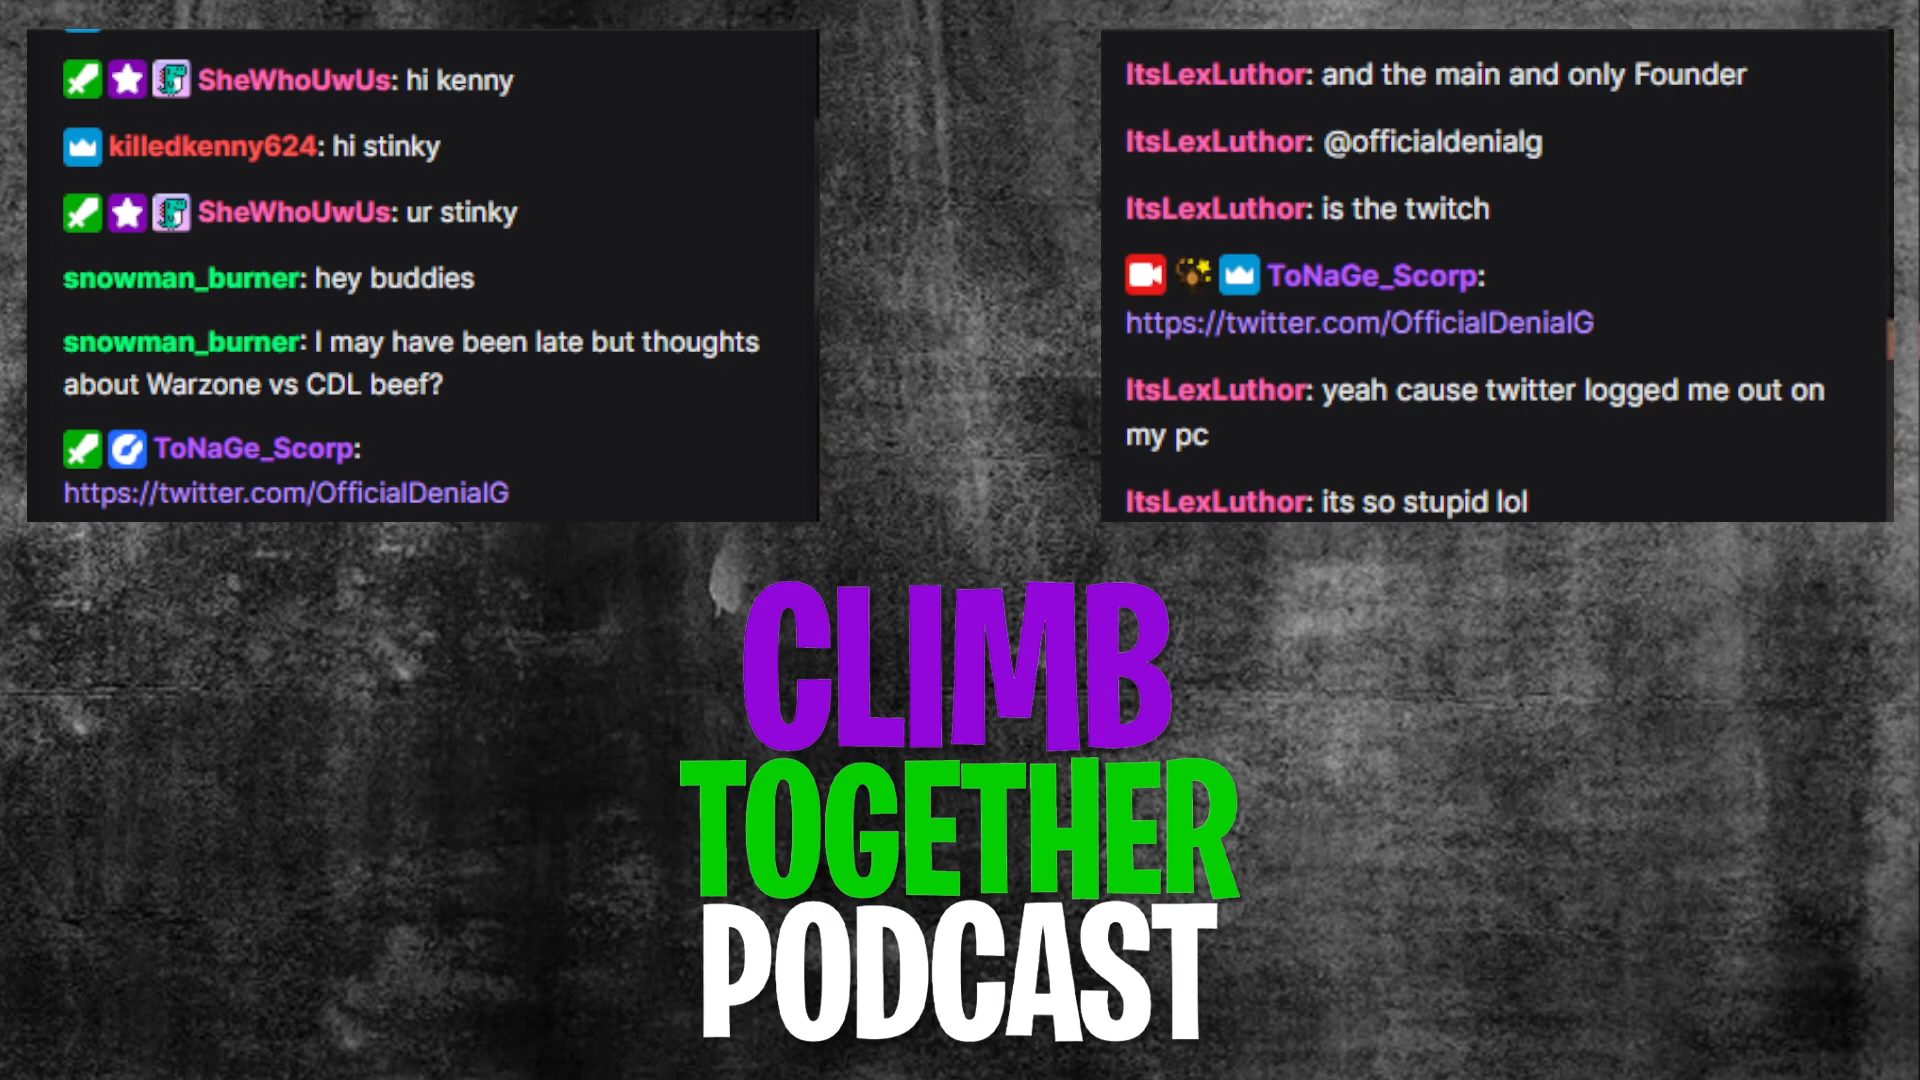 SheWhoUwUs: hi kenny
killedkenny624: hi stinky
SheWhoUwUs: ur stinky
snowman_burner: hey buddies
snowman_burner: I may have been late but thoughts
about Warzone vs CDL beef?
ToNaGe_Scorp:
https://twitter.com/OfficialDenialG
ItsLexLuthor: and the main and only Founder
ItsLexLuthor: @officialdenialg
ItsLexLuthor: is the twitch
ToNaGe_Scorp:
https://twitter.com/OfficialDenialG
ItsLexLuthor: yeah cause twitter logged me out on
my pc
ItsLexLuthor: its so stupid lol
CLIMB
TOGETHER
PODCAST